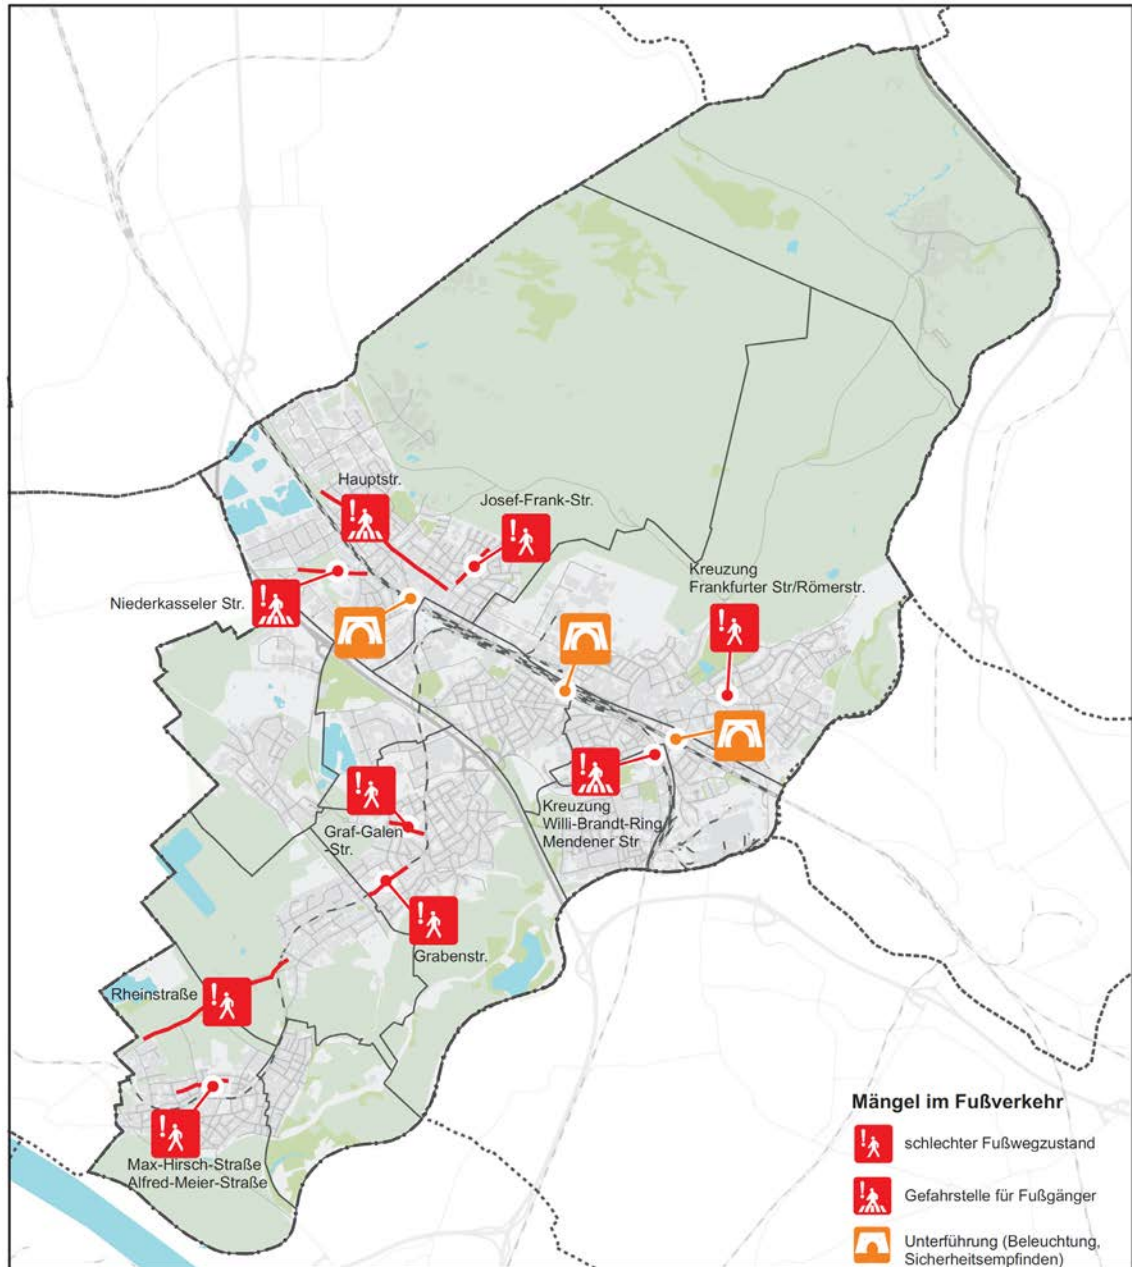 Hauptstr.
Josef-Frank-Str.
Kreuzung
Frankfurter Str/Römerstr.
Niederkasseler Str.
Kreuzung
Willi-Brandt-Ring
Mendener Str
Graf-Galen
-Str.
Grabenstr.
Rheinstraße
Max-Hirsch-Straße
Alfred-Meier-Straße
Mängel im Fußverkehr
schlechter Fußwegzustand
Gefahrstelle für Fußgänger
Unterführung (Beleuchtung,
Sicherheitsempfinden)